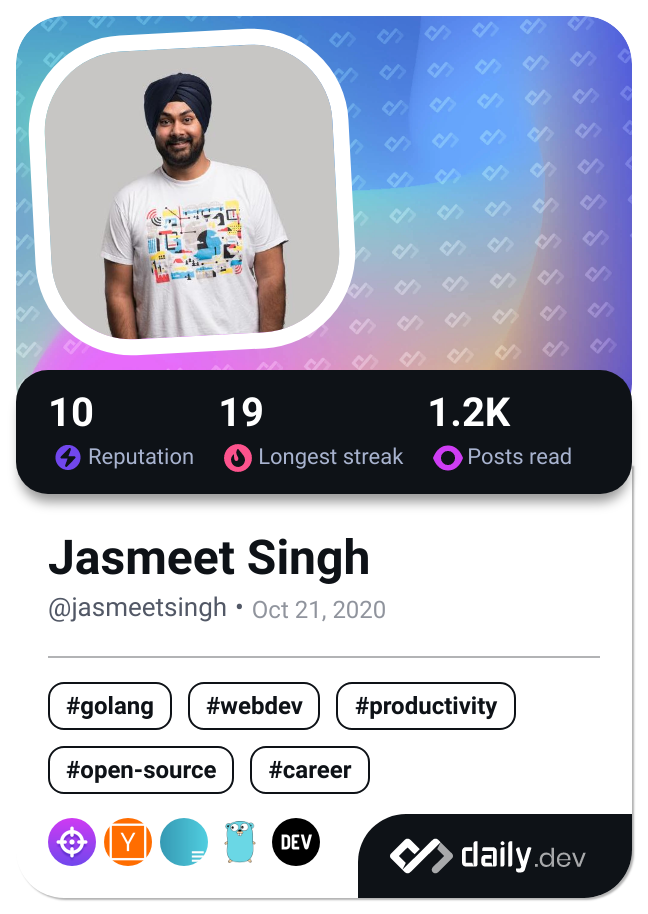 10 19 1.2K
Reputation Longest streak Posts read
Jasmeet Singh
@jasmeetsingh • Oct 21, 2020
#golang #webdev #productivity
#open-source #career
Y DEV
daily.dev